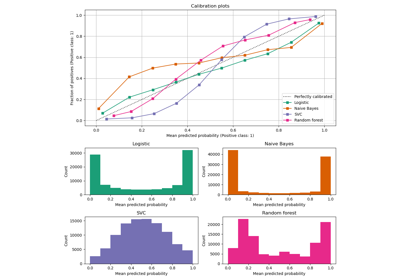 Calibration plots
Fraction of positives (Positive class: 1)
1.0
0.8
0.6
0.4
0.2
0.0
Perfectly calibrated
Logistic
Naive Bayes
SVC
Random forest
0.0 0.2 0.4 0.6 0.8 1.0
Mean predicted probability (Positive class: 1)
Logistic
Count
30000
20000
10000
0
0.0 0.2 0.4 0.6 0.8 1.0
Mean predicted probability
Naive Bayes
Count
40000
30000
20000
10000
0
0.0 0.2 0.4 0.6 0.8 1.0
Mean predicted probability
SVC
Count
15000
10000
5000
0
0.0 0.2 0.4 0.6 0.8 1.0
Mean predicted probability
Random forest
Count
20000
15000
10000
5000
0
0.0 0.2 0.4 0.6 0.8 1.0
Mean predicted probability